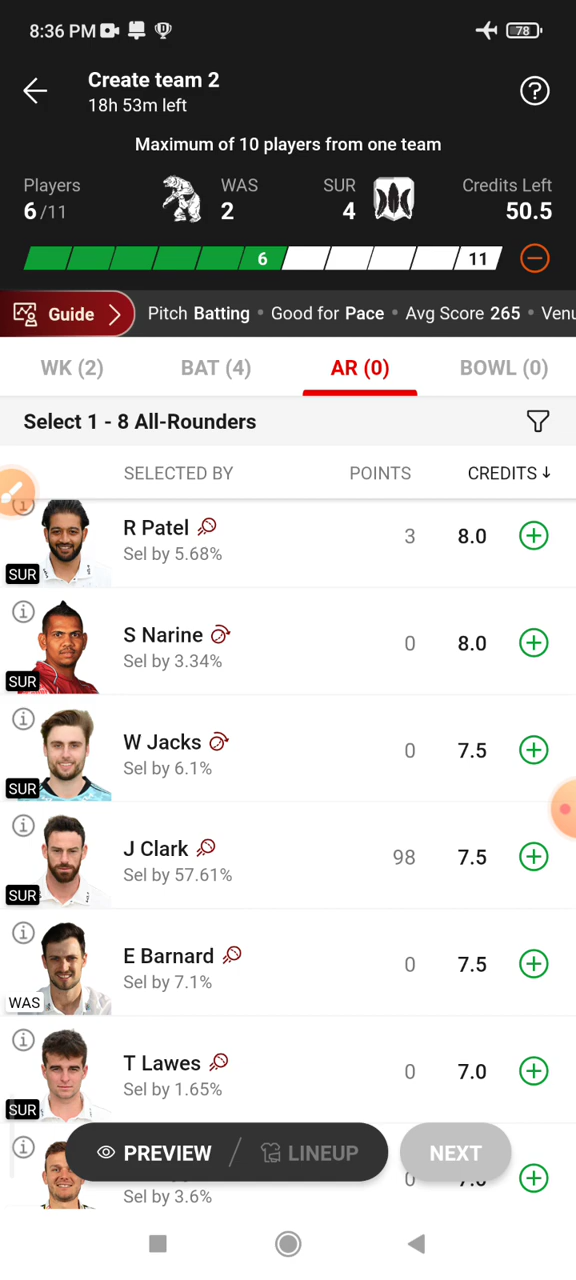 8:36 PM
78
Create team 2
18h 53m left
Maximum of 10 players from one team
Players
6/11
WAS
2
SUR
4
Credits Left
50.5
6
11
Guide
Pitch Batting • Good for Pace • Avg Score 265 • Venu
WK (2)
BAT (4)
AR (0)
BOWL (0)
Select 1 - 8 All-Rounders
SELECTED BY
POINTS
CREDITS ↓
R Patel
Sel by 5.68%
3
8.0
SUR
S Narine
Sel by 3.34%
0
8.0
SUR
W Jacks
Sel by 6.1%
0
7.5
SUR
J Clark
Sel by 57.61%
98
7.5
SUR
E Barnard
Sel by 7.1%
0
7.5
WAS
T Lawes
Sel by 1.65%
0
7.0
SUR
PREVIEW / LINEUP
NEXT
Sel by 3.6%
0